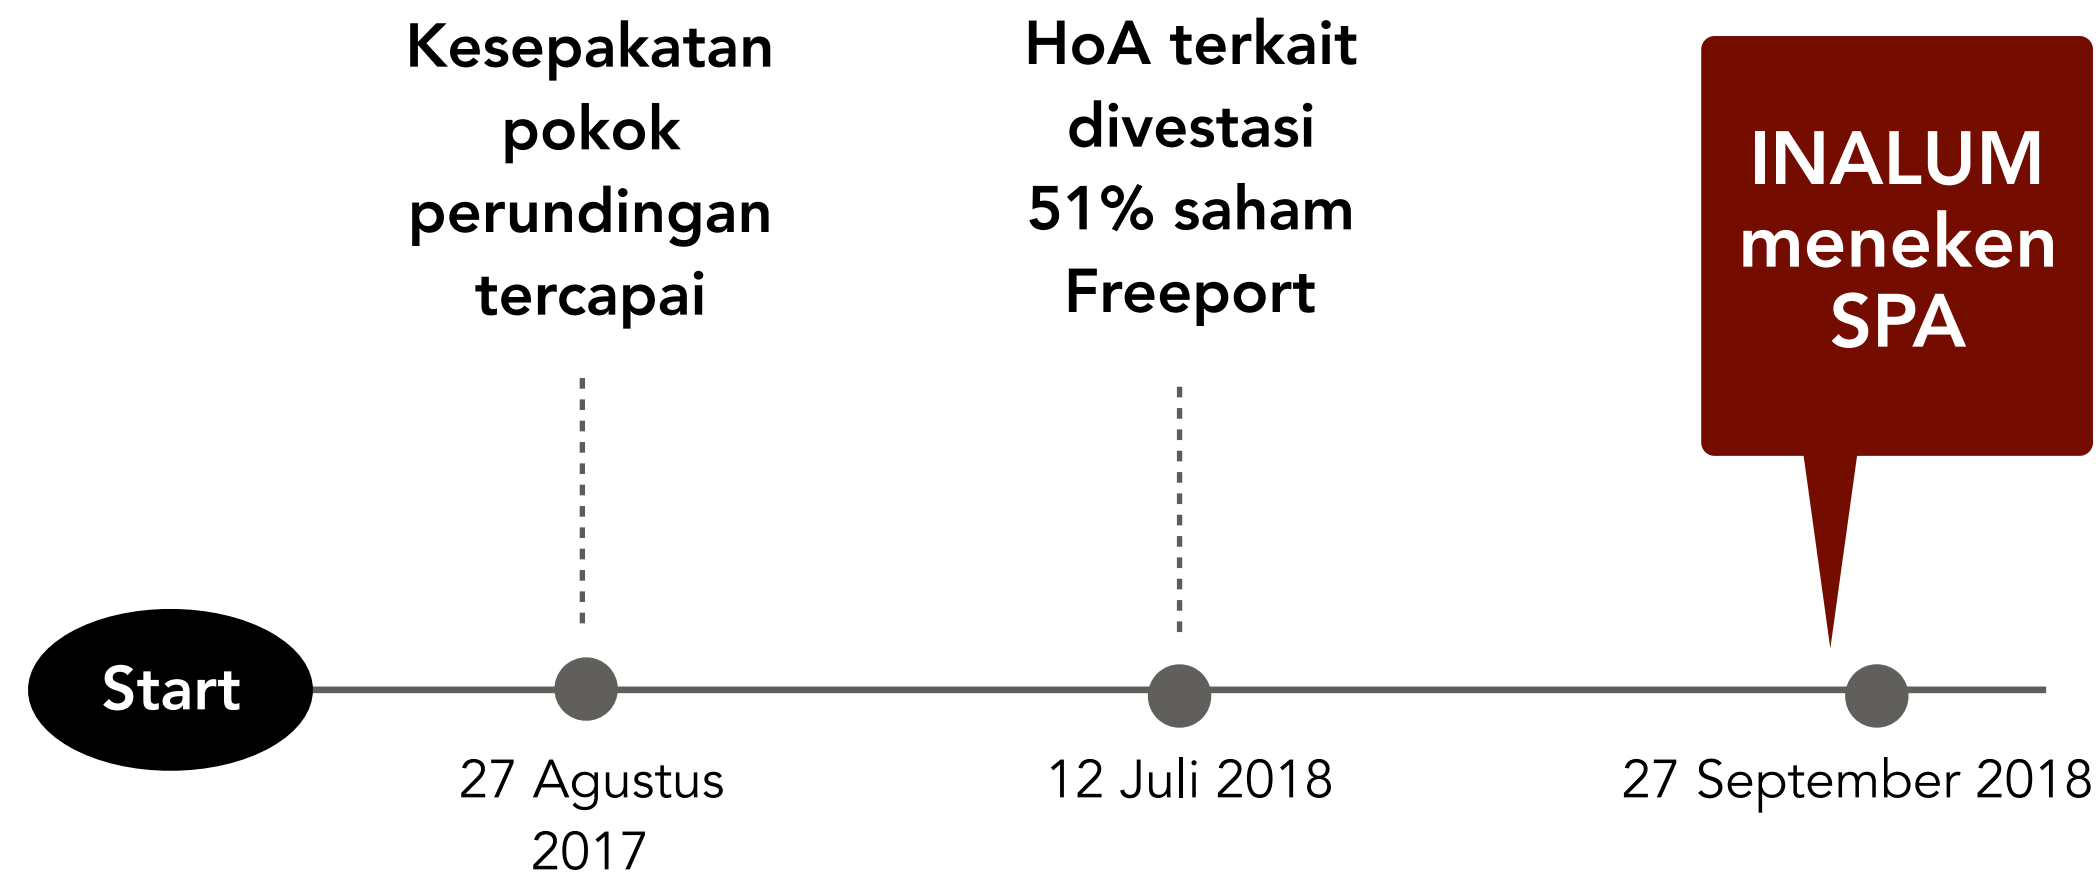 Kesepakatan
pokok
perundingan
tercapai
HoA terkait
divestasi
51% saham
Freeport
INALUM
meneken
SPA
Start
27 Agustus
2017
12 Juli 2018
27 September 2018